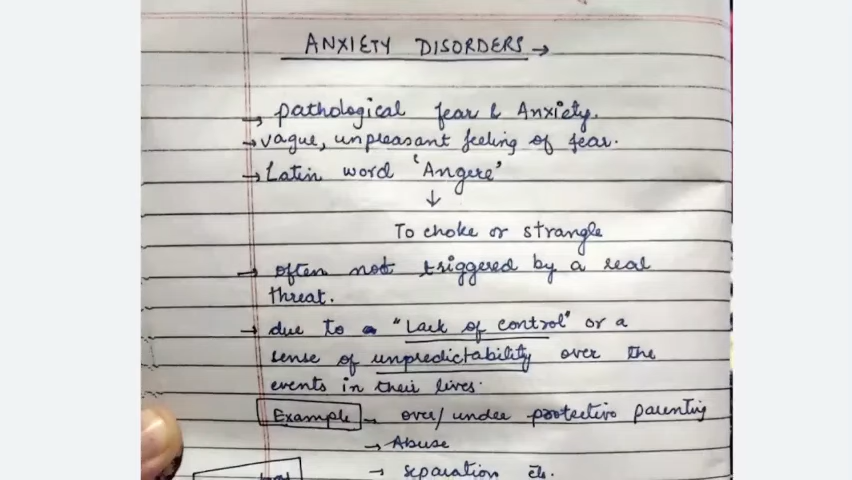 ANXIETY DISORDERS →
→ pathological fear & Anxiety.
→ vague, unpleasant feeling of fear.
→ Latin word 'Angere'
↓
To choke or strangle
→ often not triggered by a real
threat.
→ due to a "Lack of control" or a
sense of unpredictability over the
events in their lives.
Example → over/under protective parenting
→ Abuse
→ separation etc.